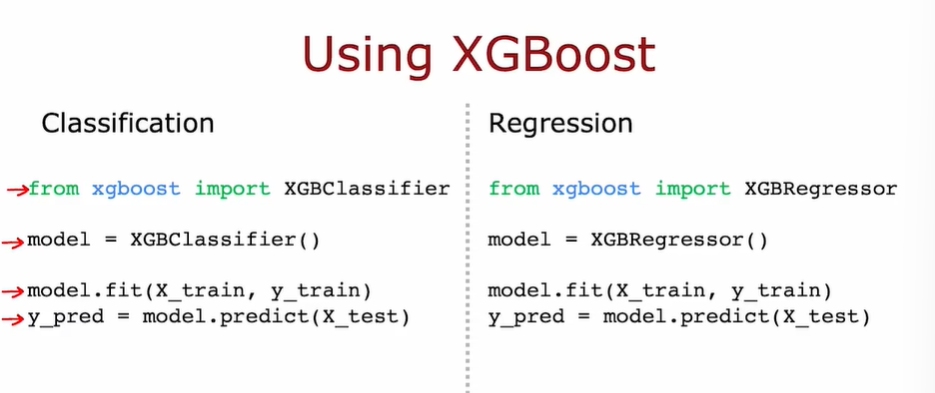 Using XGBoost
Classification
from xgboost import XGBClassifier
model = XGBClassifier()
model.fit(X_train, y_train)
y_pred = model.predict(X_test)
Regression
from xgboost import XGBRegressor
model = XGBRegressor()
model.fit(X_train, y_train)
y_pred = model.predict(X_test)